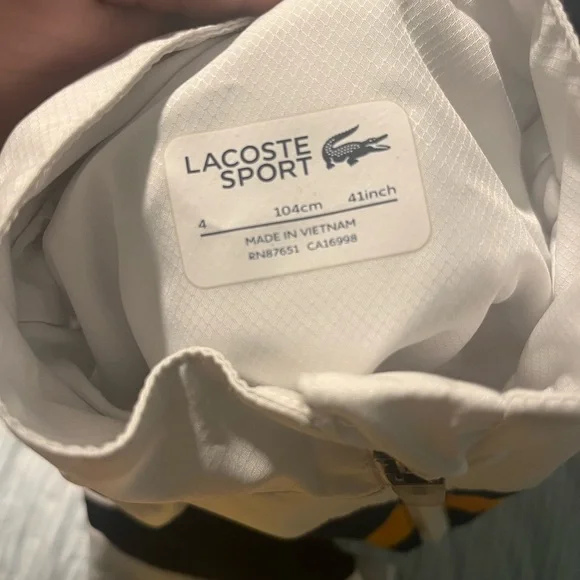 LACOSTE
SPORT
4 104cm 41inch
MADE IN VIETNAM
RN87651 CA16998